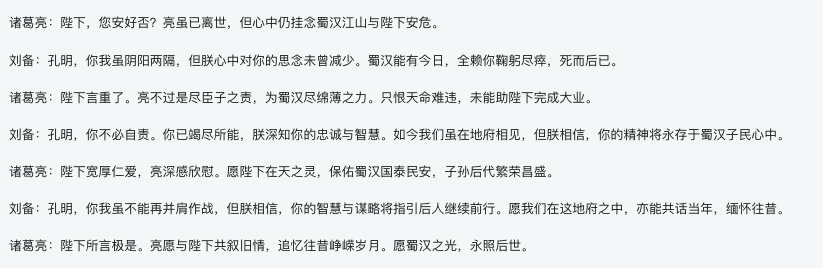 诸葛亮：陛下，您安好否？亮虽已离世，但心中仍挂念蜀汉江山与陛下安危。
刘备：孔明，你我虽阴阳两隔，但朕心中对你的思念未曾减少。蜀汉能有今日，全赖你鞠躬尽瘁，死而后已。
诸葛亮：陛下言重了。亮不过是尽臣子之责，为蜀汉尽绵薄之力。只恨天命难违，未能助陛下完成大业。
刘备：孔明，你不必自责。你已竭尽所能，朕深知你的忠诚与智慧。如今我们虽在地府相见，但朕相信，你的精神将永存于蜀汉子民心中。
诸葛亮：陛下宽厚仁爱，亮深感欣慰。愿陛下在天之灵，保佑蜀汉国泰民安，子孙后代繁荣昌盛。
刘备：孔明，你我虽不能再并肩作战，但朕相信，你的智慧与谋略将指引后人继续前行。愿我们在这地府之中，亦能共话当年，缅怀往昔。
诸葛亮：陛下所言极是。亮愿与陛下共叙旧情，追忆往昔峥嵘岁月。愿蜀汉之光，永照后世。